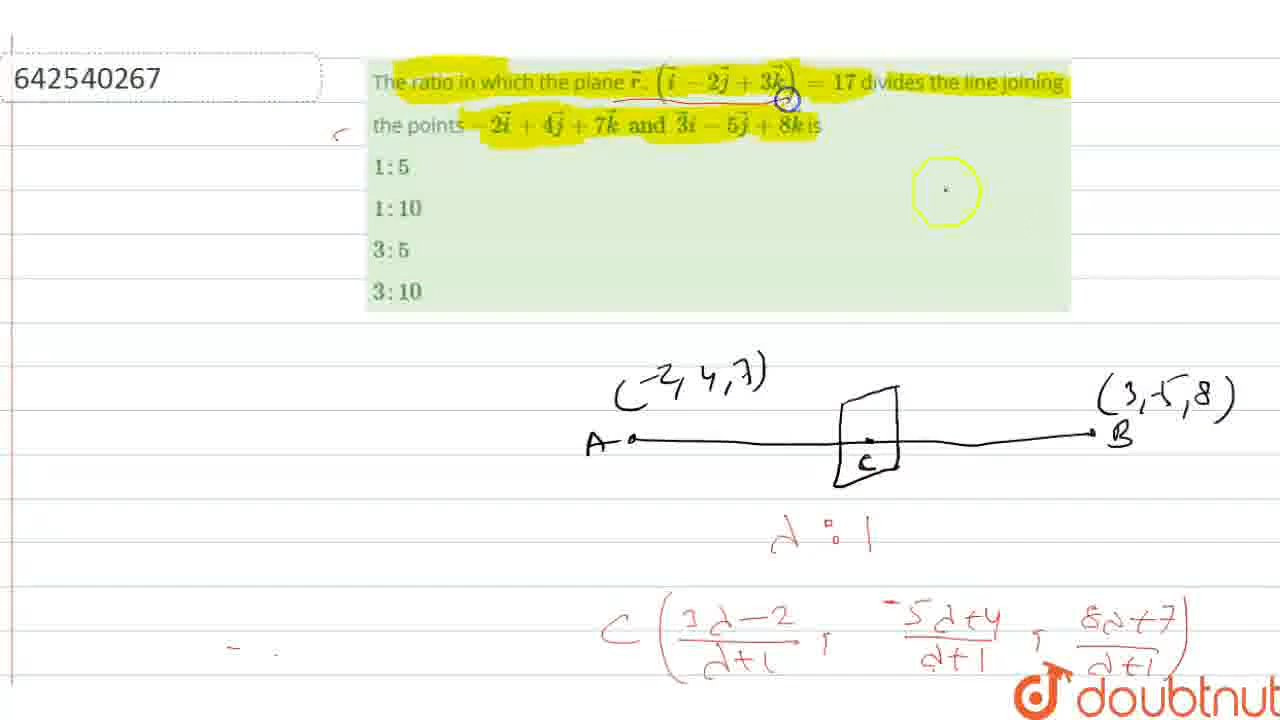 642540267
The ratio in which the plane r⃗. (i⃗ − 2j⃗ + 3k⃗) = 17 divides the line joining
the points − 2i⃗ + 4j⃗ + 7k⃗ and 3⃗i − 5j⃗ + 8k is
1 : 5
1 : 10
3 : 5
3 : 10
(-2, 4, 7)
(3, -5, 8)
A
C
B
λ : 1
C ( (3λ-2)/(λ+1) , (-5λ+4)/(λ+1) , (8λ+7)/(λ+1) )
doubtnut